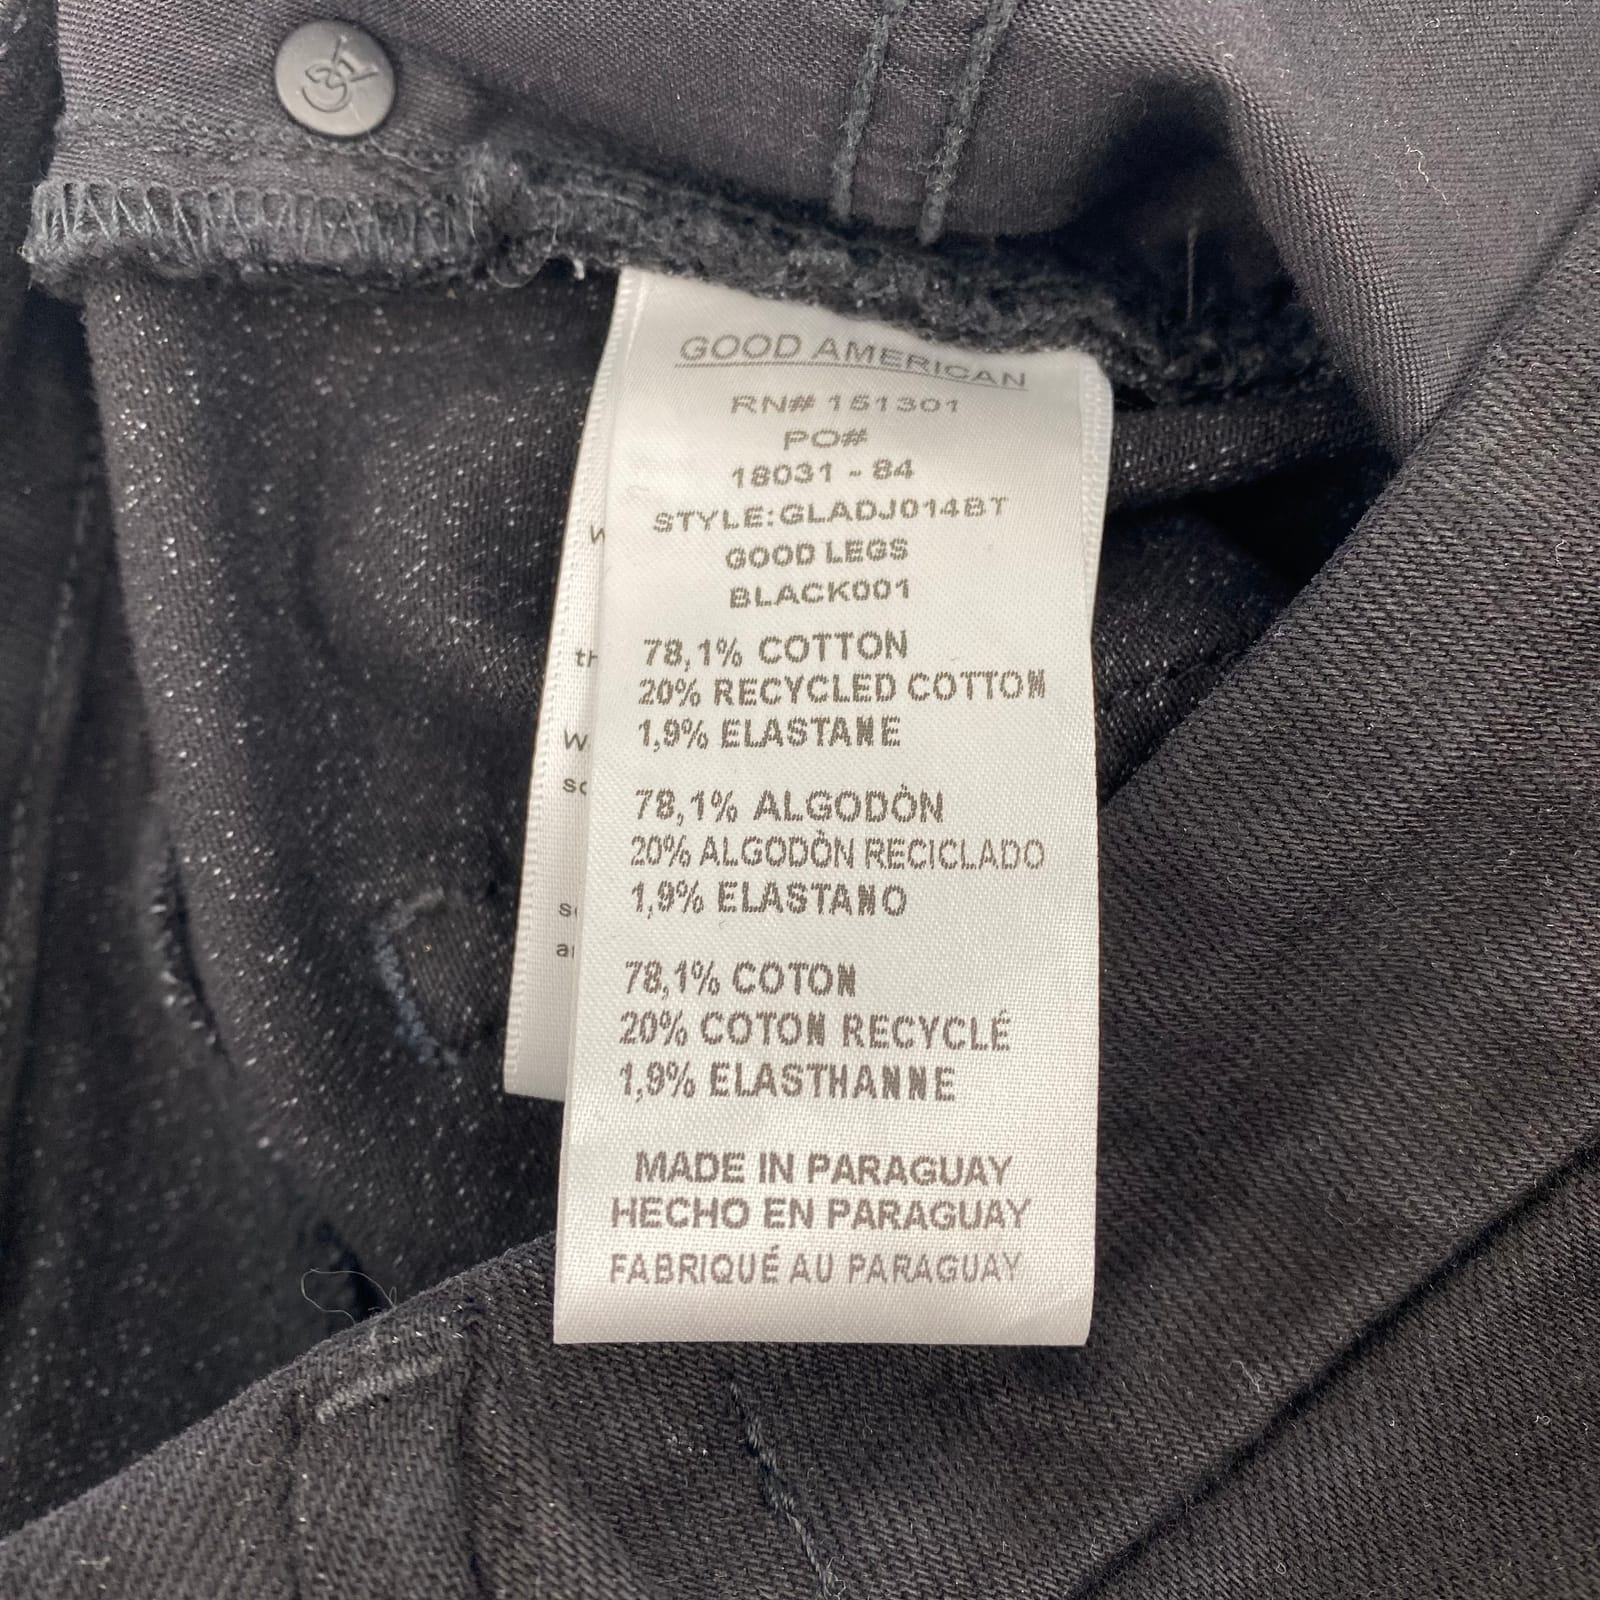 GOOD AMERICAN
RN# 151301
PO#
18031 - 84
STYLE:GLADJ014BT
GOOD LEGS
BLACK001
78,1% COTTON
20% RECYCLED COTTON
1,9% ELASTANE
78,1% ALGODÒN
20% ALGODÒN RECICLADO
1,9% ELASTANO
78,1% COTON
20% COTON RECYCLÉ
1,9% ELASTHANNE
MADE IN PARAGUAY
HECHO EN PARAGUAY
FABRIQUÉ AU PARAGUAY